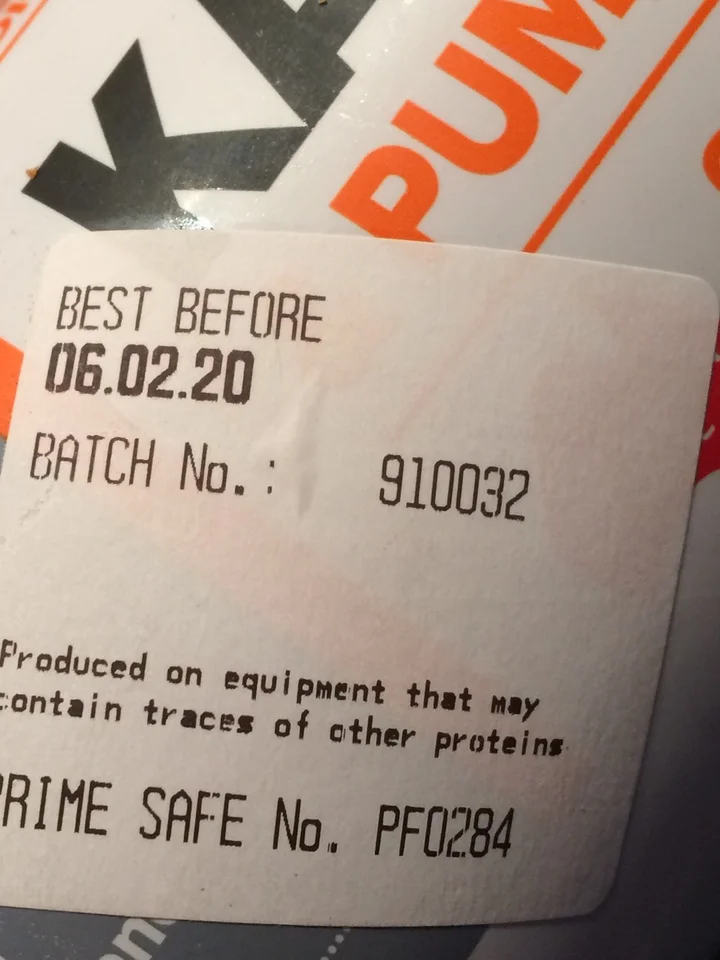 BEST BEFORE
06.02.20
BATCH No.: 910032
Produced on equipment that may
contain traces of other proteins
PRIME SAFE No. PF0284